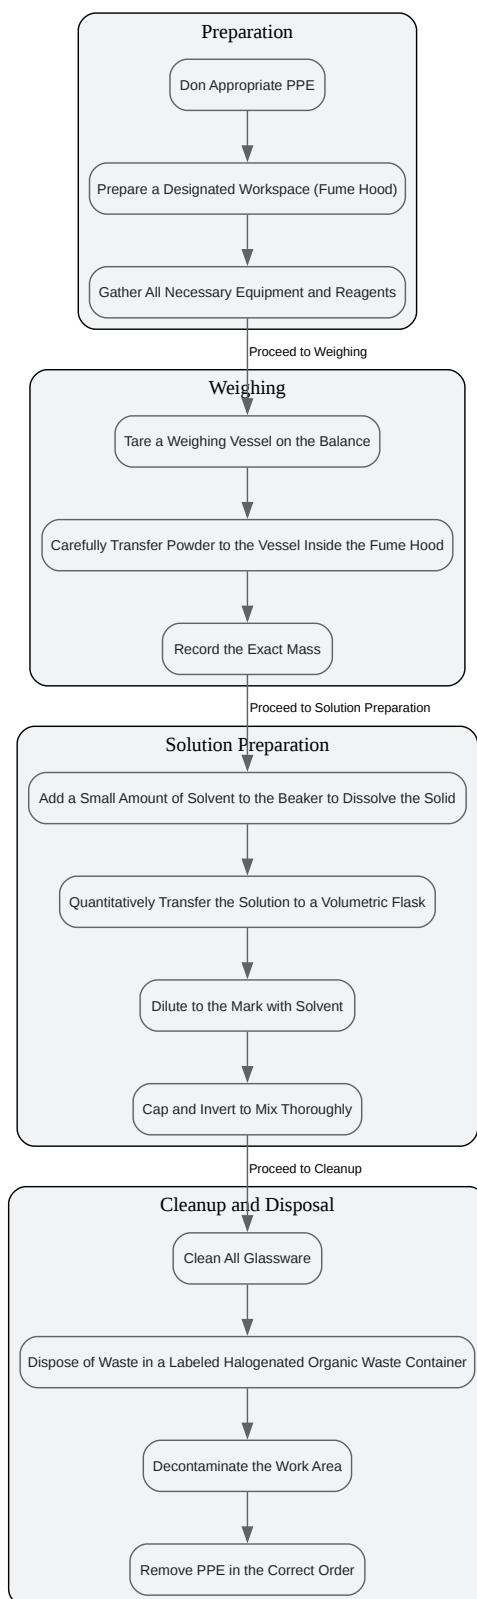 Preparation
Don Appropriate PPE
Prepare a Designated Workspace (Fume Hood)
Gather All Necessary Equipment and Reagents
Proceed to Weighing
Weighing
Tare a Weighing Vessel on the Balance
Carefully Transfer Powder to the Vessel Inside the Fume Hood
Record the Exact Mass
Proceed to Solution Preparation
Solution Preparation
Add a Small Amount of Solvent to the Beaker to Dissolve the Solid
Quantitatively Transfer the Solution to a Volumetric Flask
Dilute to the Mark with Solvent
Cap and Invert to Mix Thoroughly
Proceed to Cleanup
Cleanup and Disposal
Clean All Glassware
Dispose of Waste in a Labeled Halogenated Organic Waste Container
Decontaminate the Work Area
Remove PPE in the Correct Order